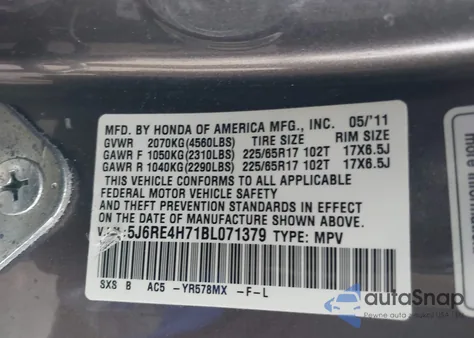 MFD. BY HONDA OF AMERICA MFG., INC. 05/'11
GVWR 2070KG(4560LBS) TIRE SIZE RIM SIZE
GAWR F 1050KG(2310LBS) 225/65R17 102T 17X6.5J
GAWR R 1040KG(2290LBS) 225/65R17 102T 17X6.5J
THIS VEHICLE CONFORMS TO ALL APPLICABLE
FEDERAL MOTOR VEHICLE SAFETY
AND THEFT PREVENTION STANDARDS IN EFFECT
ON THE DATE OF MANUFACTURE SHOWN ABOVE.
5J6RE4H71BL071379 TYPE: MPV
SXS B AC5 -YR578MX -F-L
autoSnap